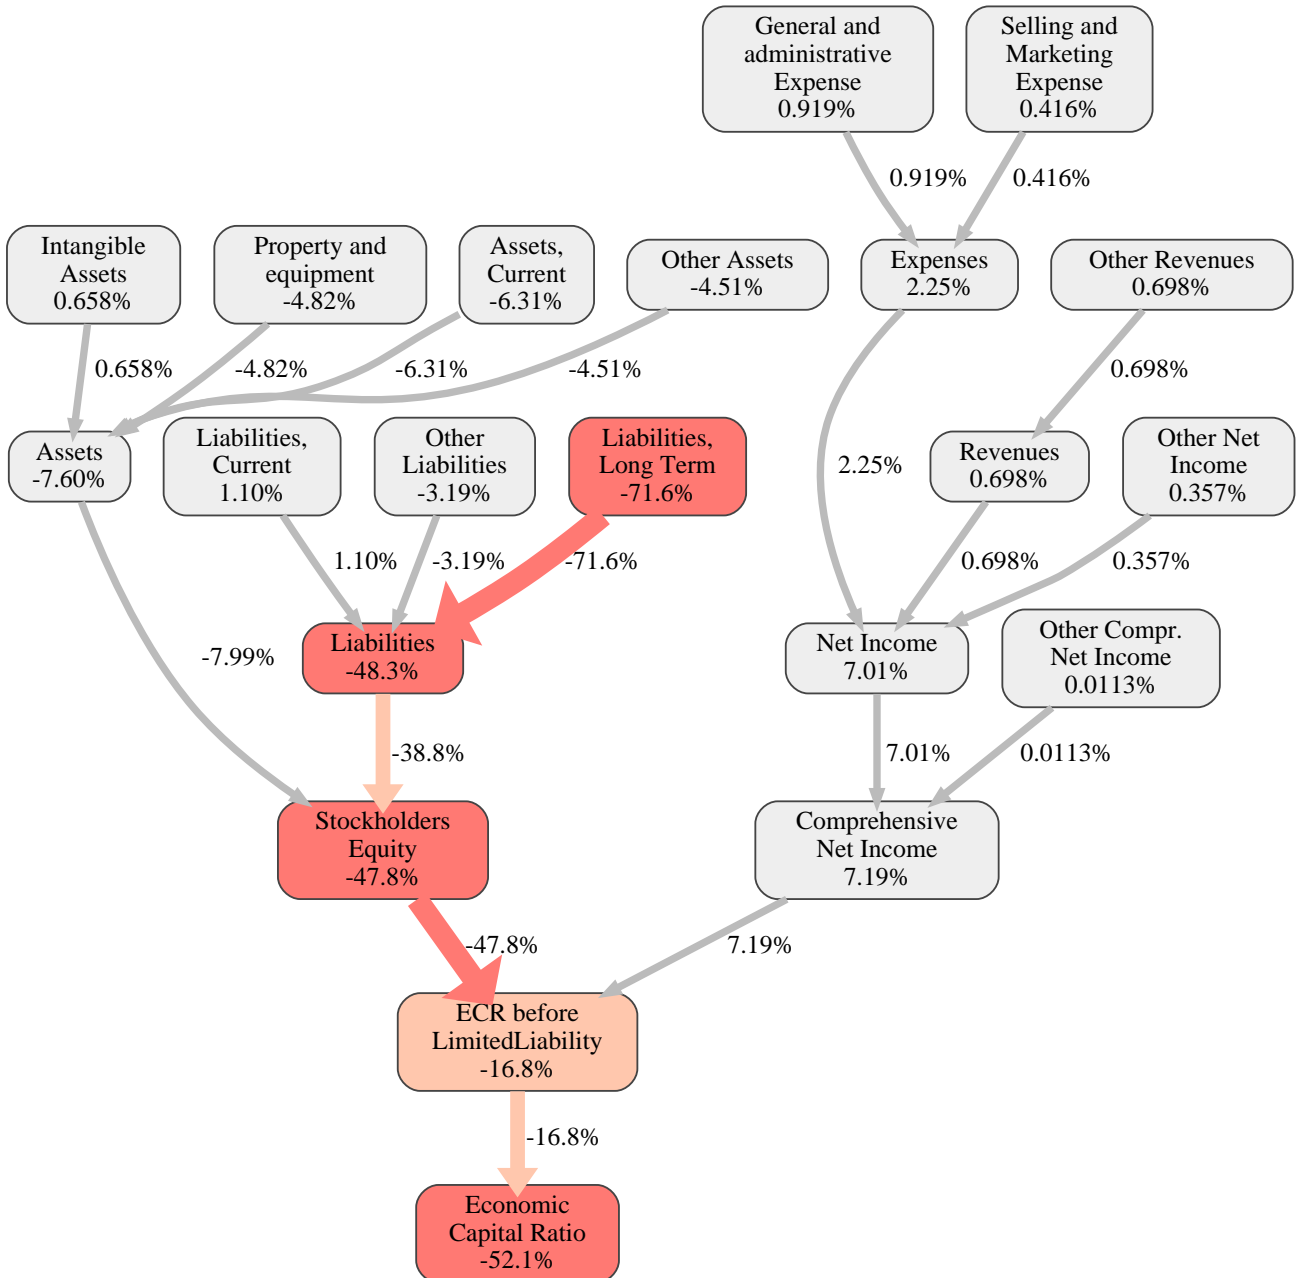 General and
administrative
Expense
0.919%
Selling and
Marketing
Expense
0.416%
0.919%
0.416%
Intangible
Assets
0.658%
Property and
equipment
-4.82%
Assets,
Current
-6.31%
Other Assets
-4.51%
Expenses
2.25%
Other Revenues
0.698%
0.658%
-4.82%
-6.31%
-4.51%
0.698%
Assets
-7.60%
Liabilities,
Current
1.10%
Other
Liabilities
-3.19%
Liabilities,
Long Term
-71.6%
2.25%
Revenues
0.698%
Other Net
Income
0.357%
1.10%
-3.19%
-71.6%
0.698%
0.357%
-7.99%
Liabilities
-48.3%
Net Income
7.01%
Other Compr.
Net Income
0.0113%
-38.8%
7.01%
0.0113%
Stockholders
Equity
-47.8%
Comprehensive
Net Income
7.19%
-47.8%
7.19%
ECR before
LimitedLiability
-16.8%
-16.8%
Economic
Capital Ratio
-52.1%